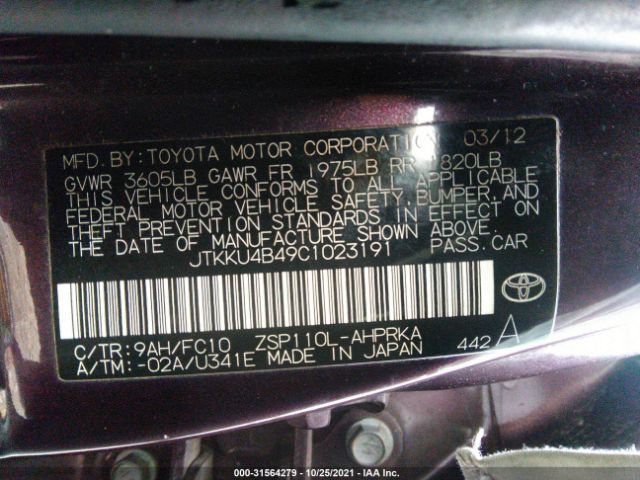 MFD. BY: TOYOTA MOTOR CORPORATION 03/12
GVWR 3605LB GAWR FR 1975LB RR 1820LB
THIS VEHICLE CONFORMS TO ALL APPLICABLE
FEDERAL MOTOR VEHICLE SAFETY, BUMPER, AND
THEFT PREVENTION STANDARDS IN EFFECT ON
THE DATE OF MANUFACTURE SHOWN ABOVE.
JTKKU4B49C1023191 PASS. CAR
C/TR: 9AH/FC10 ZSP110L-AHPRKA
A/TM: -02A/U341E MADE IN JAPAN 442 A
000-31564279 - 10/25/2021 - IAA Inc.